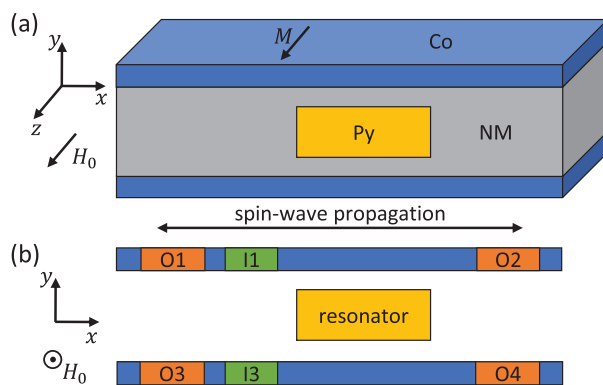 (a)
M
Co
y
x
z
H₀
Py
NM
spin-wave propagation
(b)
O1
I1
O2
y
x
resonator
H₀
O3
I3
O4